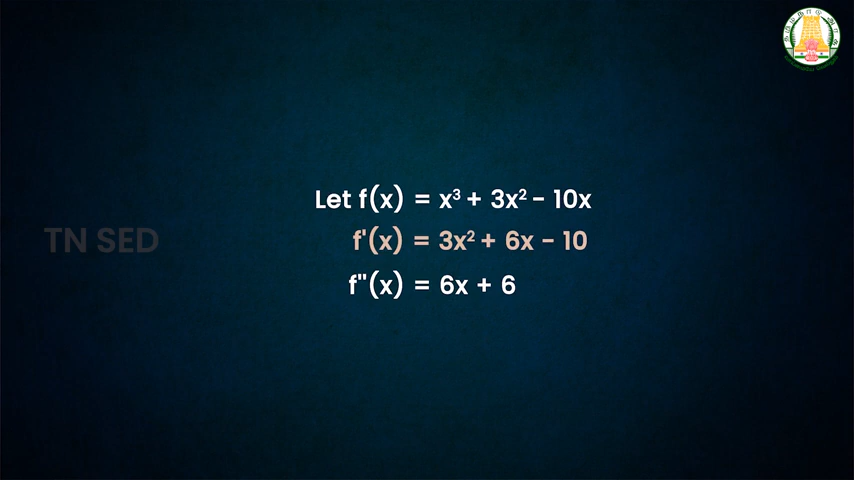 Let f(x) = x³ + 3x² - 10x
TN SED
f'(x) = 3x² + 6x - 10
f"(x) = 6x + 6